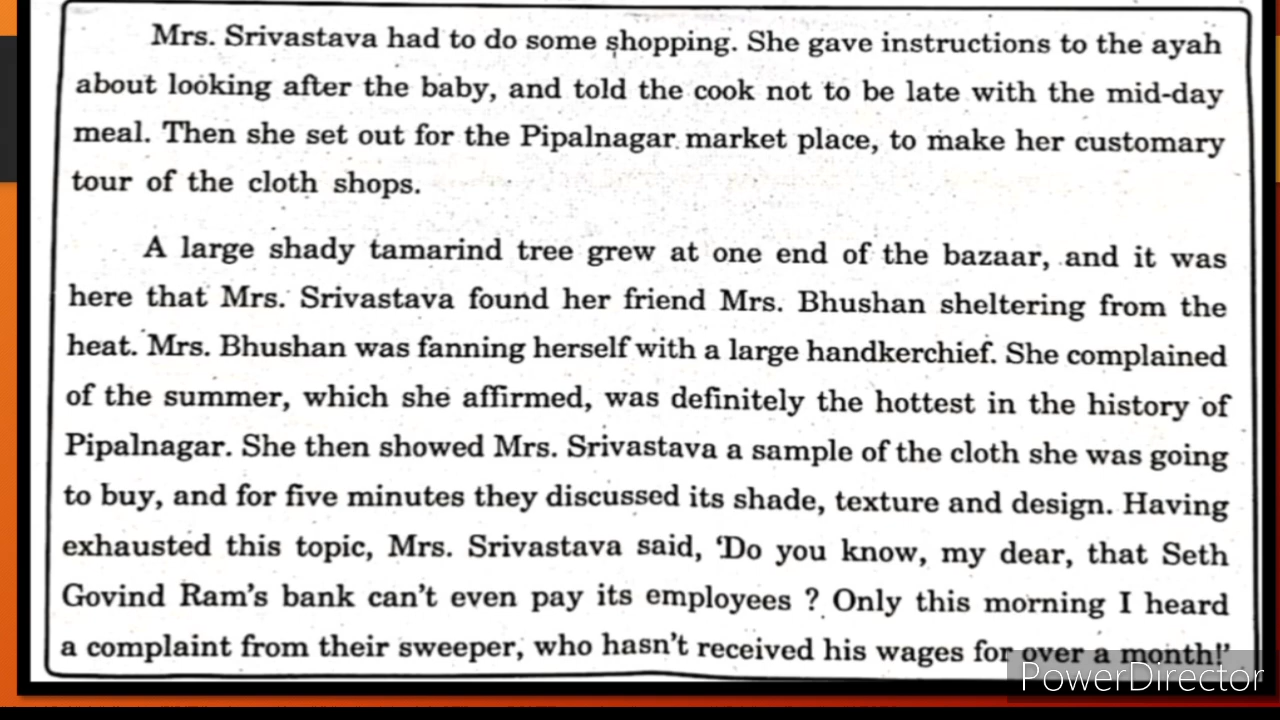 Mrs. Srivastava had to do some shopping. She gave instructions to the ayah
about looking after the baby, and told the cook not to be late with the mid-day
meal. Then she set out for the Pipalnagar market place, to make her customary
tour of the cloth shops.
A large shady tamarind tree grew at one end of the bazaar, and it was
here that Mrs. Srivastava found her friend Mrs. Bhushan sheltering from the
heat. Mrs. Bhushan was fanning herself with a large handkerchief. She complained
of the summer, which she affirmed, was definitely the hottest in the history of
Pipalnagar. She then showed Mrs. Srivastava a sample of the cloth she was going
to buy, and for five minutes they discussed its shade, texture and design. Having
exhausted this topic, Mrs. Srivastava said, ‘Do you know, my dear, that Seth
Govind Ram’s bank can’t even pay its employees ? Only this morning I heard
a complaint from their sweeper, who hasn’t received his wages for over a month!’
PowerDirector